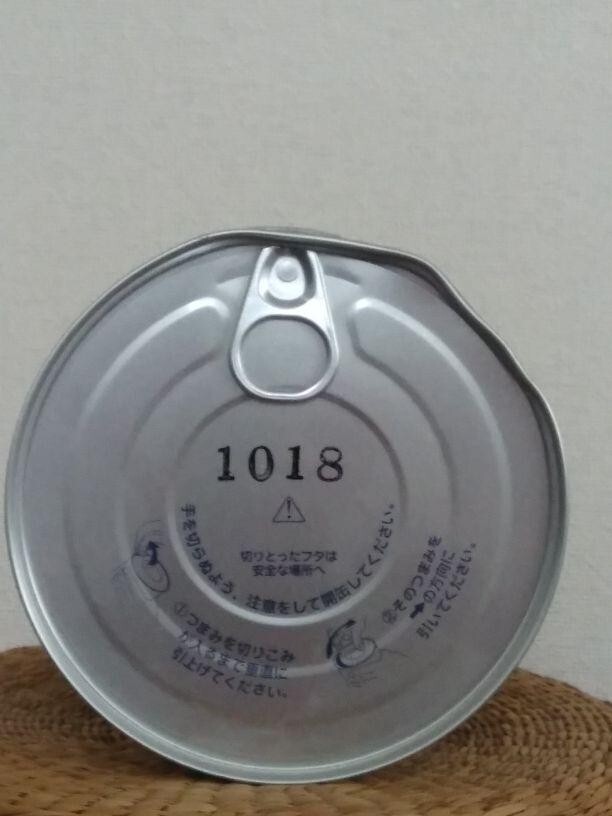 1018
切りとったフタは
安全な場所へ
手を切らぬよう、注意をして開缶してください。
①つまみを切りこみ
が入るまで垂直に
引上げてください。
②そのつまみを
➡の方向に
引いてください。